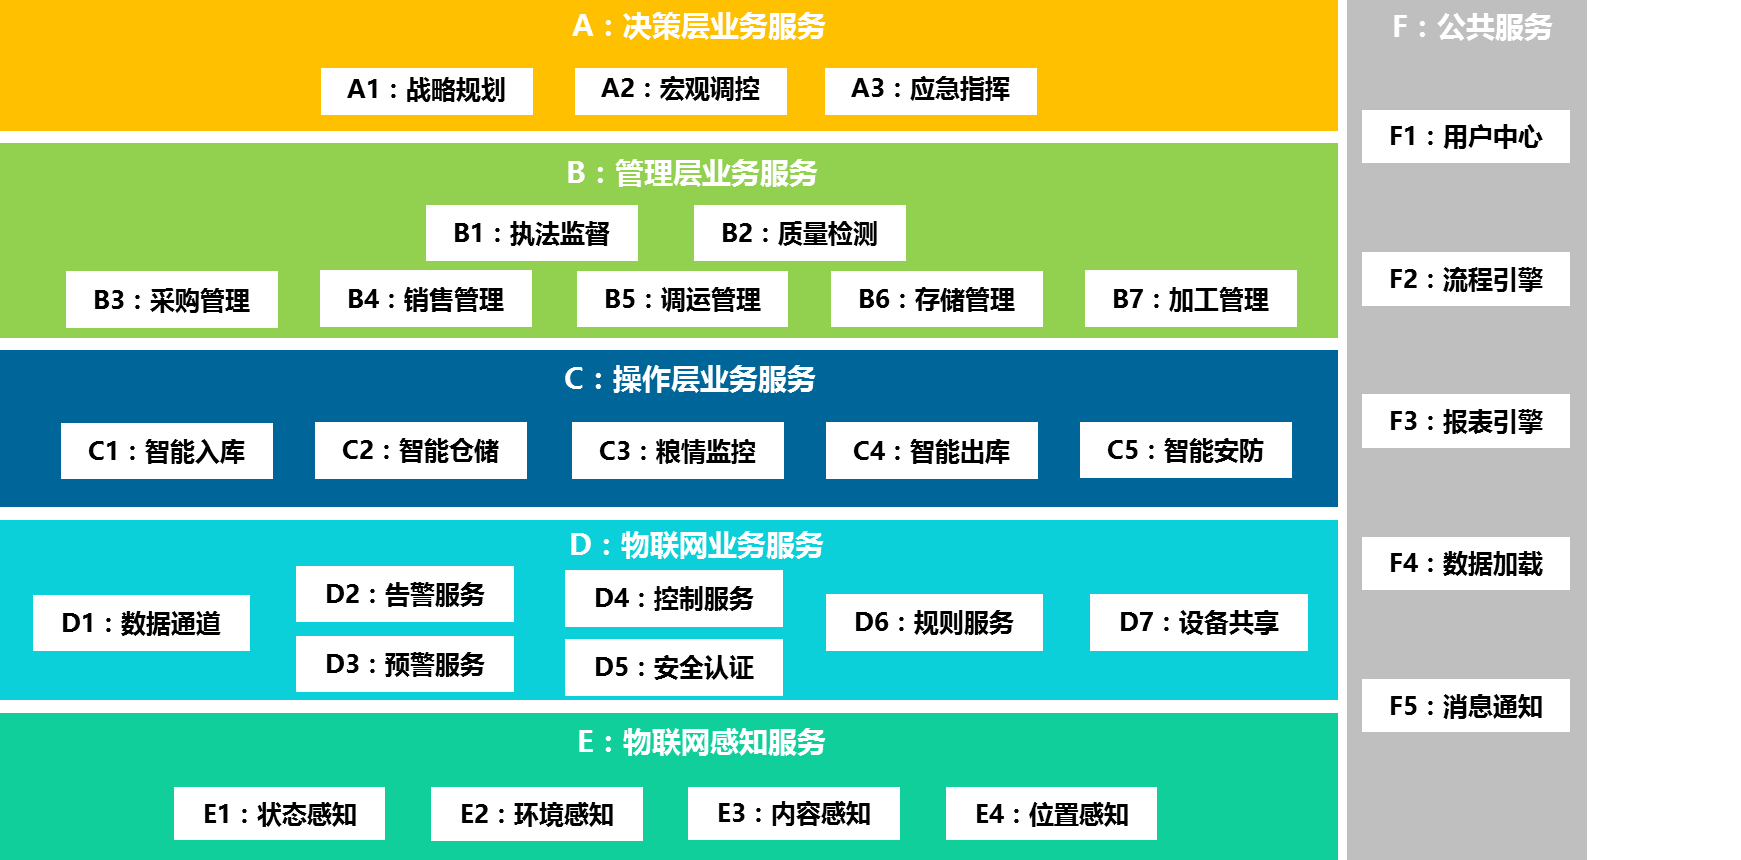 A：决策层业务服务
A1：战略规划
A2：宏观调控
A3：应急指挥
B：管理层业务服务
B1：执法监督
B2：质量检测
B3：采购管理
B4：销售管理
B5：调运管理
B6：存储管理
B7：加工管理
C：操作层业务服务
C1：智能入库
C2：智能仓储
C3：粮情监控
C4：智能出库
C5：智能安防
D：物联网业务服务
D1：数据通道
D2：告警服务
D3：预警服务
D4：控制服务
D5：安全认证
D6：规则服务
D7：设备共享
E：物联网感知服务
E1：状态感知
E2：环境感知
E3：内容感知
E4：位置感知
F：公共服务
F1：用户中心
F2：流程引擎
F3：报表引擎
F4：数据加载
F5：消息通知